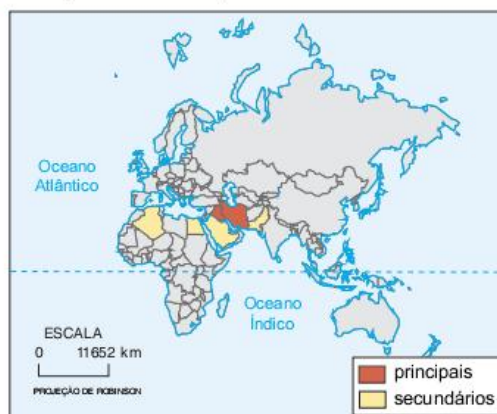 Oceano
Atlântico
Oceano
Índico
ESCALA
0 11652 km
PROJEÇÃO DE ROBINSON
principais
secundários